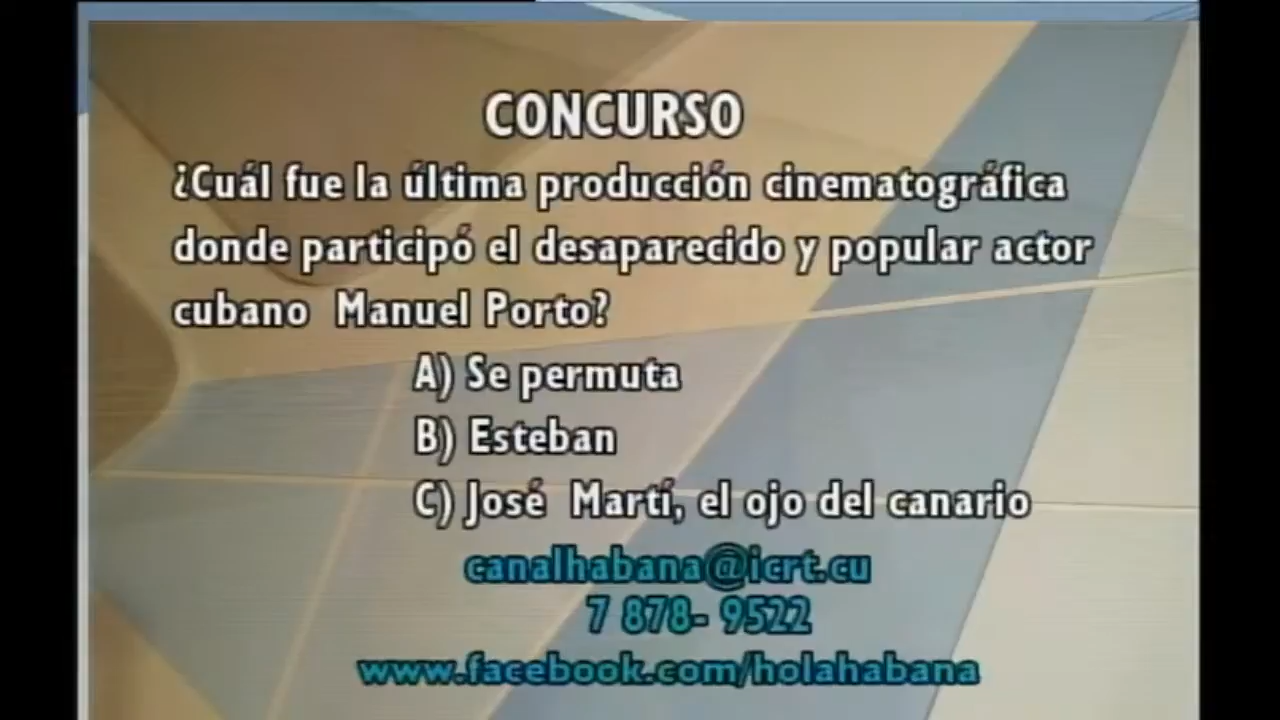 CONCURSO
¿Cuál fue la última producción cinematográfica
donde participó el desaparecido y popular actor
cubano Manuel Porto?
A) Se permuta
B) Esteban
C) José Martí, el ojo del canario
canalhabana@icrt.cu
7 878- 9522
www.facebook.com/holahabana